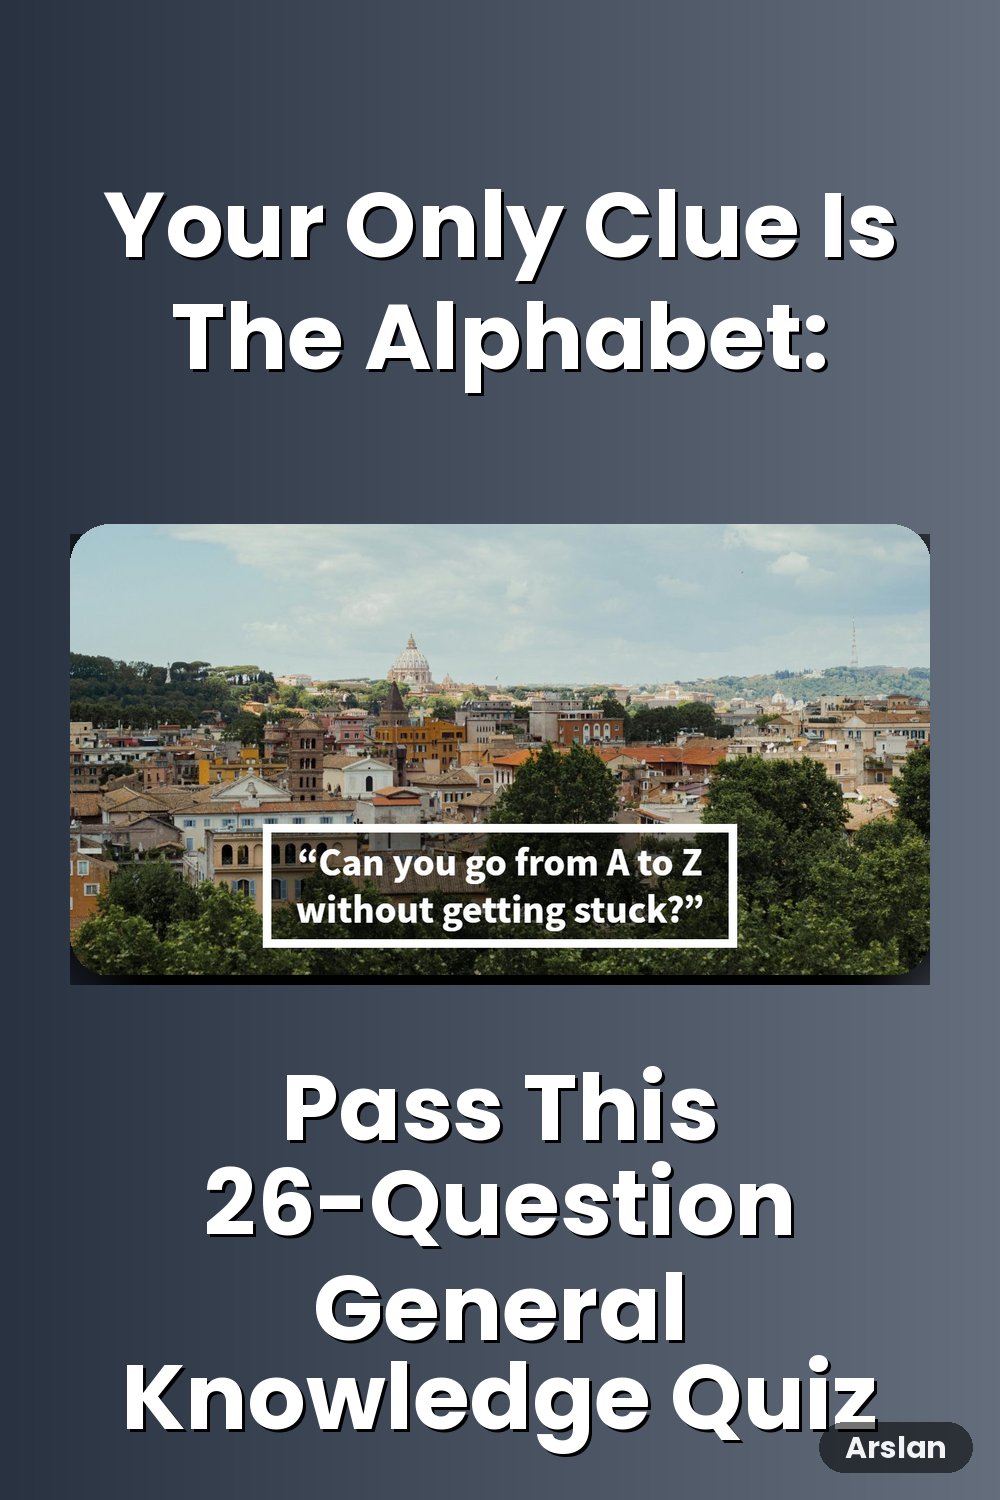 Your Only Clue Is
The Alphabet:
“Can you go from A to Z
without getting stuck?”
Pass This
26-Question
General
Knowledge Quiz
Arslan